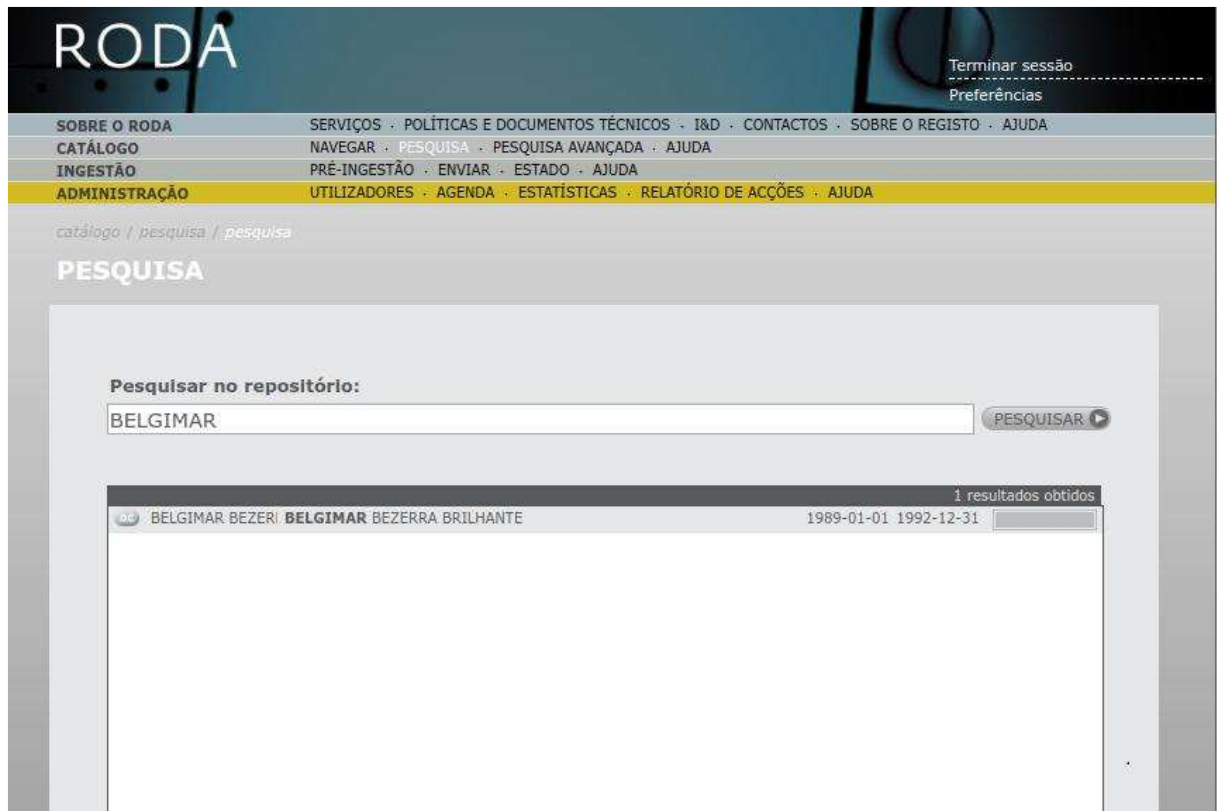 RODA
Terminar sessão
Preferências
SOBRE O RODA SERVIÇOS · POLÍTICAS E DOCUMENTOS TÉCNICOS · I&D · CONTACTOS · SOBRE O REGISTO · AJUDA
CATÁLOGO NAVEGAR · PESQUISA · PESQUISA AVANÇADA · AJUDA
INGESTÃO PRÉ-INGESTÃO · ENVIAR · ESTADO · AJUDA
ADMINISTRAÇÃO UTILIZADORES · AGENDA · ESTATÍSTICAS · RELATÓRIO DE ACÇÕES · AJUDA
catálogo / pesquisa / pesquisa
PESQUISA
Pesquisar no repositório:
BELGIMAR PESQUISAR
1 resultados obtidos
BELGIMAR BEZER BELGIMAR BEZERRA BRILHANTE 1989-01-01 1992-12-31